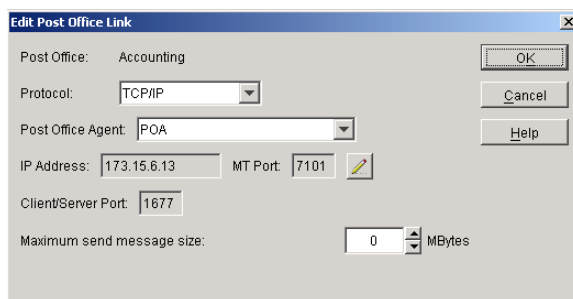 Edit Post Office Link
Post Office: Accounting
OK
Protocol: TCP/IP
Cancel
Post Office Agent: POA
Help
IP Address: 173.15.6.13 MT Port: 7101
Client/Server Port: 1677
Maximum send message size: 0 MBytes